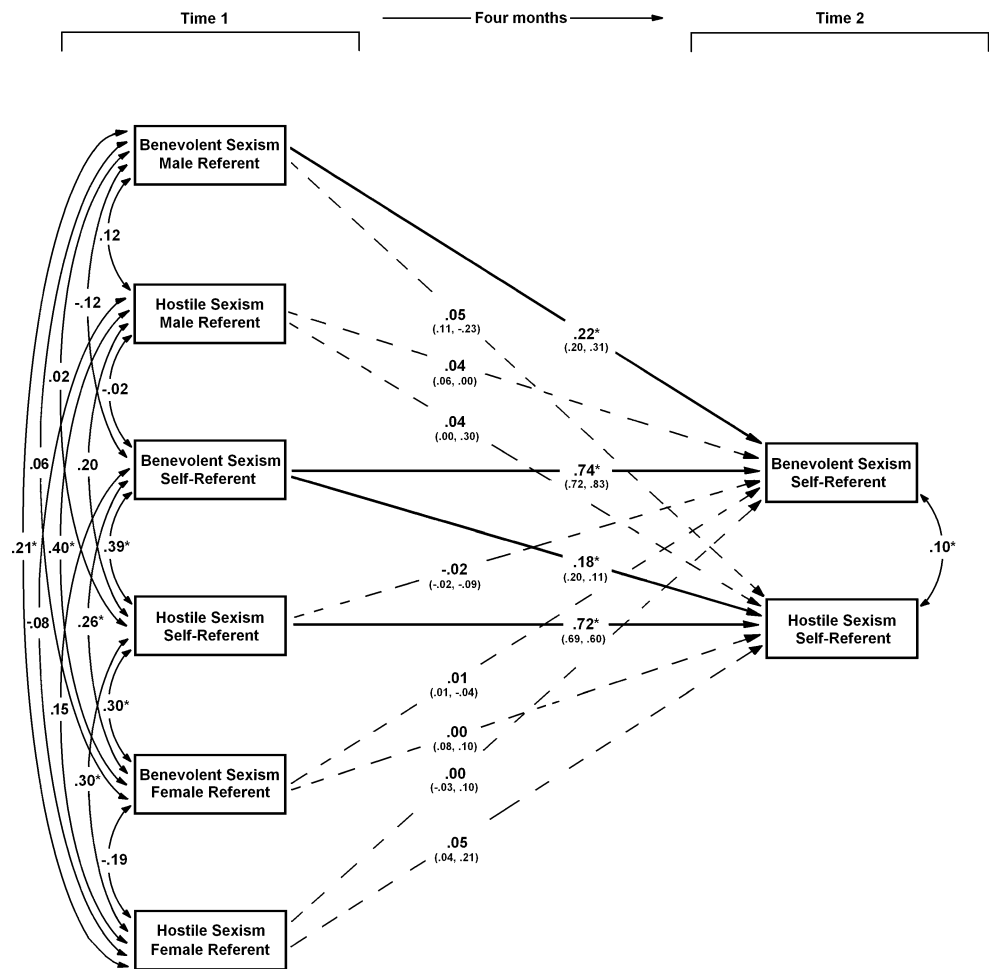 Time 1
Four months
Time 2
Benevolent Sexism
Male Referent
.12
-.12
Hostile Sexism
Male Referent
.05
(.11, -.23)
.22*
(.20, .31)
.04
(.06, .00)
.02
-.02
.04
(.00, .30)
Benevolent Sexism
Self-Referent
.06
.20
.74*
(.72, .83)
Benevolent Sexism
Self-Referent
.21*
.40*
.39*
.10*
-.02
(-.02, -.09)
.18*
(.20, .11)
Hostile Sexism
Self-Referent
-.08
.26*
.72*
(.69, .60)
Hostile Sexism
Self-Referent
.01
(.01, -.04)
.15
.30*
.00
(.08, .10)
.30*
Benevolent Sexism
Female Referent
.00
(-.03, .10)
-.19
.05
(.04, .21)
Hostile Sexism
Female Referent